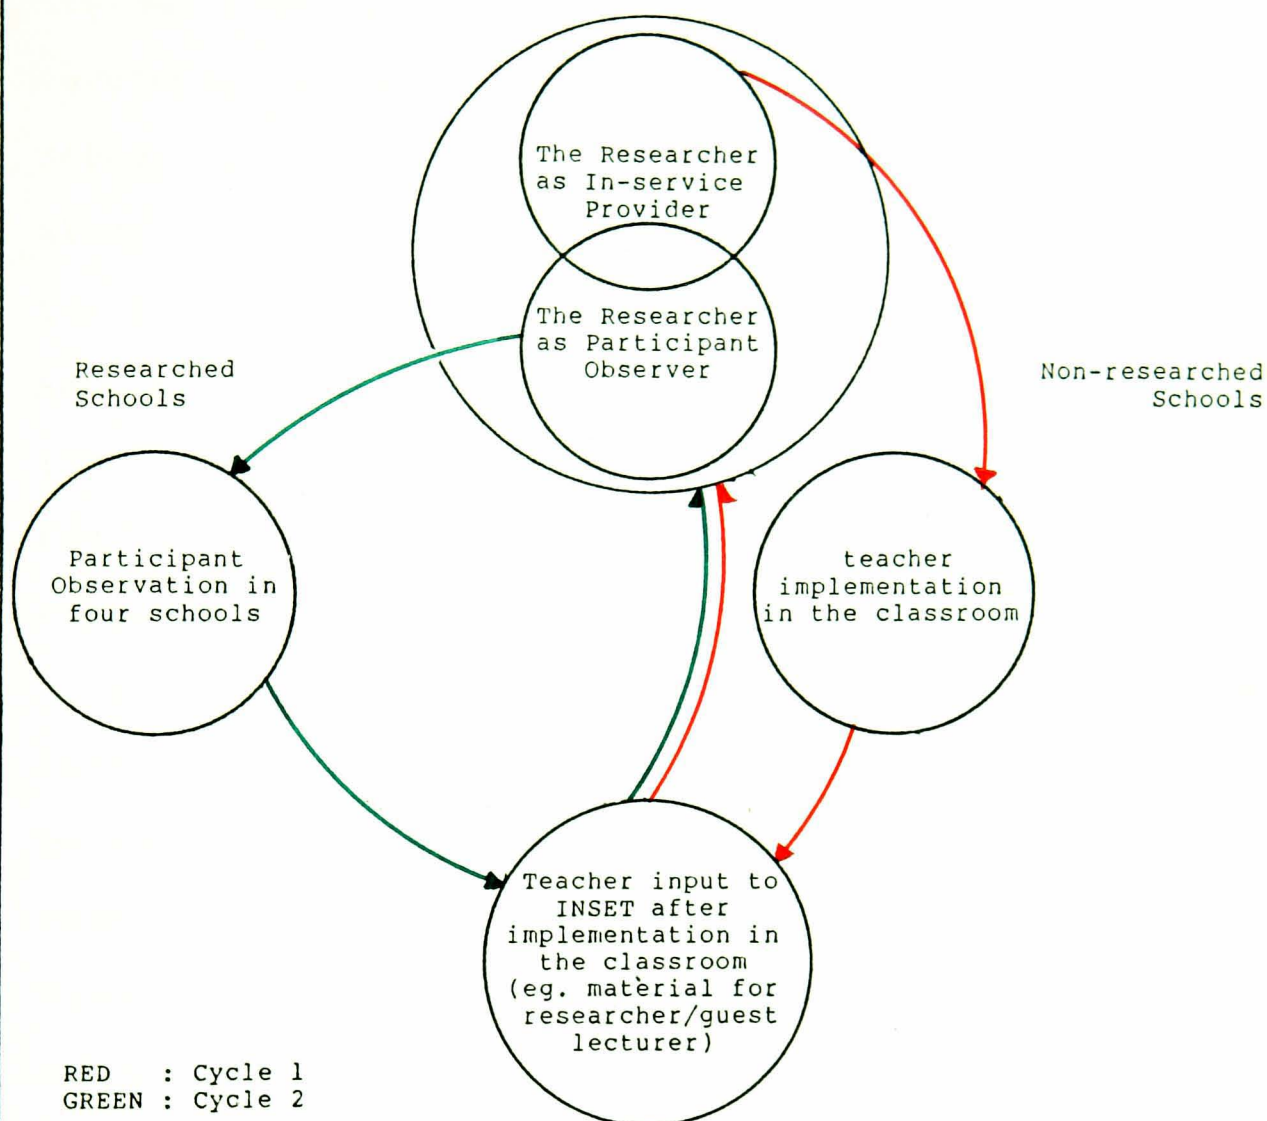 The Researcher
as In-service
Provider
The Researcher
as Participant
Observer
Researched
Schools
Non-researched
Schools
Participant
Observation in
four schools
teacher
implementation
in the classroom
Teacher input to
INSET after
implementation in
the classroom
(eg. material for
researcher/guest
lecturer)
RED : Cycle 1
GREEN : Cycle 2